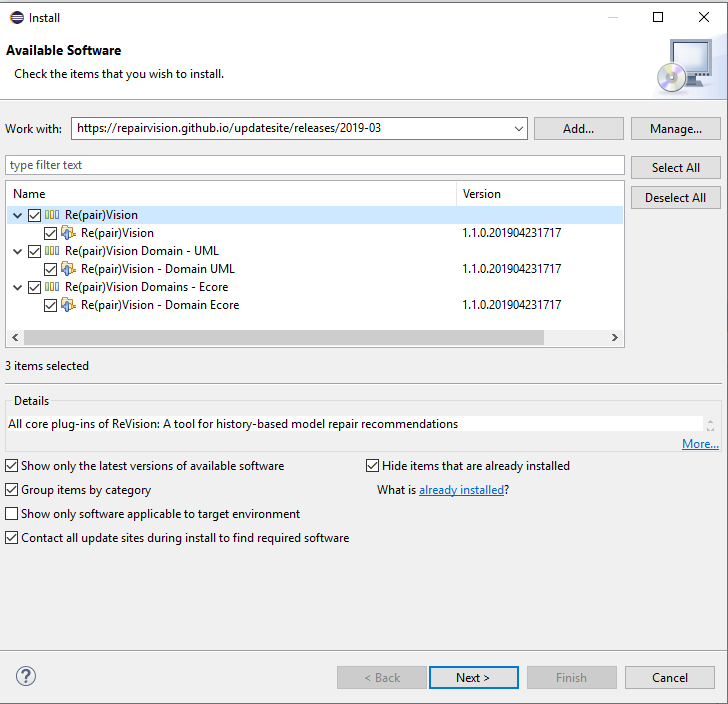 Install
Available Software
Check the items that you wish to install.
Work with: https://repairvision.github.io/updatesite/releases/2019-03 Add... Manage...
type filter text Select All
Name Version Deselect All
Re(pair)Vision
Re(pair)Vision 1.1.0.201904231717
Re(pair)Vision Domain - UML
Re(pair)Vision - Domain UML 1.1.0.201904231717
Re(pair)Vision Domains - Ecore
Re(pair)Vision - Domain Ecore 1.1.0.201904231717
3 items selected
Details
All core plug-ins of ReVision: A tool for history-based model repair recommendations
More...
Show only the latest versions of available software Hide items that are already installed
Group items by category What is already installed?
Show only software applicable to target environment
Contact all update sites during install to find required software
? < Back Next > Finish Cancel